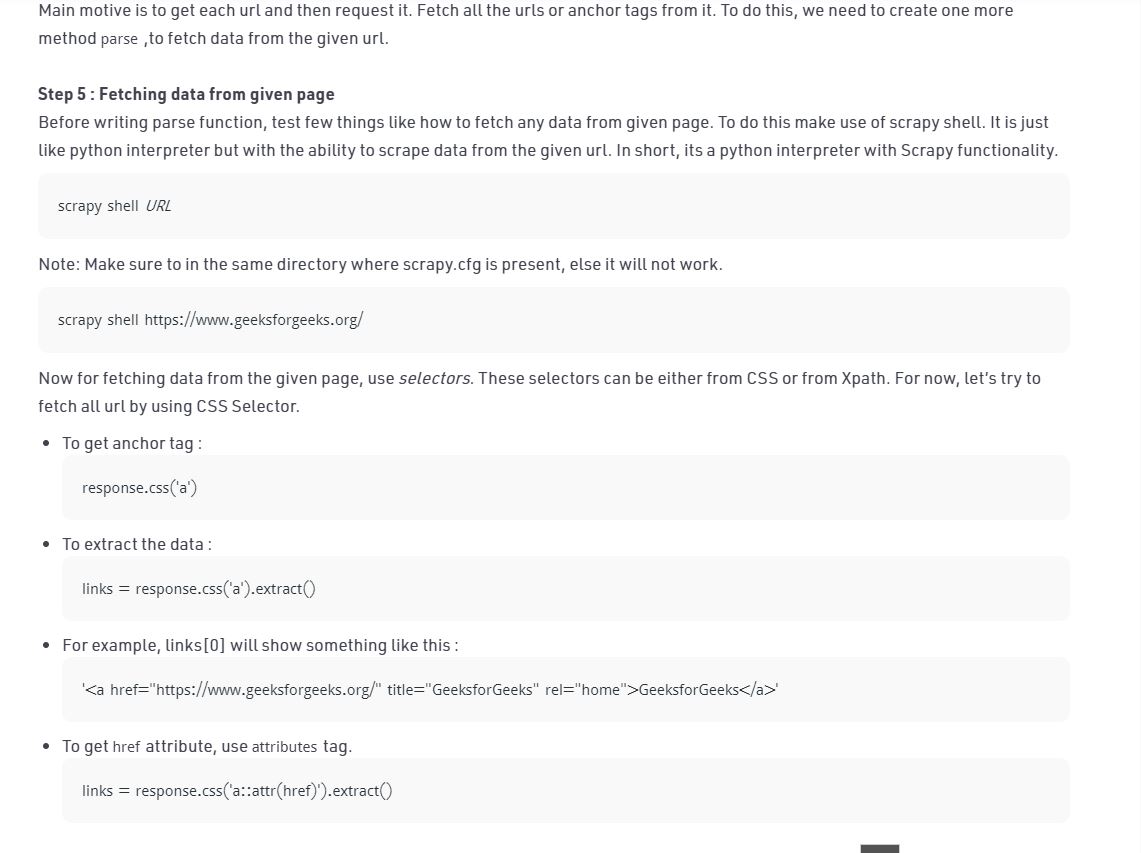 Main motive is to get each url and then request it. Fetch all the urls or anchor tags from it. To do this, we need to create one more
method parse ,to fetch data from the given url.
Step 5 : Fetching data from given page
Before writing parse function, test few things like how to fetch any data from given page. To do this make use of scrapy shell. It is just
like python interpreter but with the ability to scrape data from the given url. In short, its a python interpreter with Scrapy functionality.
scrapy shell URL
Note: Make sure to in the same directory where scrapy.cfg is present, else it will not work.
scrapy shell https://www.geeksforgeeks.org/
Now for fetching data from the given page, use selectors. These selectors can be either from CSS or from Xpath. For now, let’s try to
fetch all url by using CSS Selector.
• To get anchor tag :
response.css('a')
• To extract the data :
links = response.css('a').extract()
• For example, links[0] will show something like this :
'<a href="https://www.geeksforgeeks.org/" title="GeeksforGeeks" rel="home">GeeksforGeeks</a>'
• To get href attribute, use attributes tag.
links = response.css('a::attr(href)').extract()